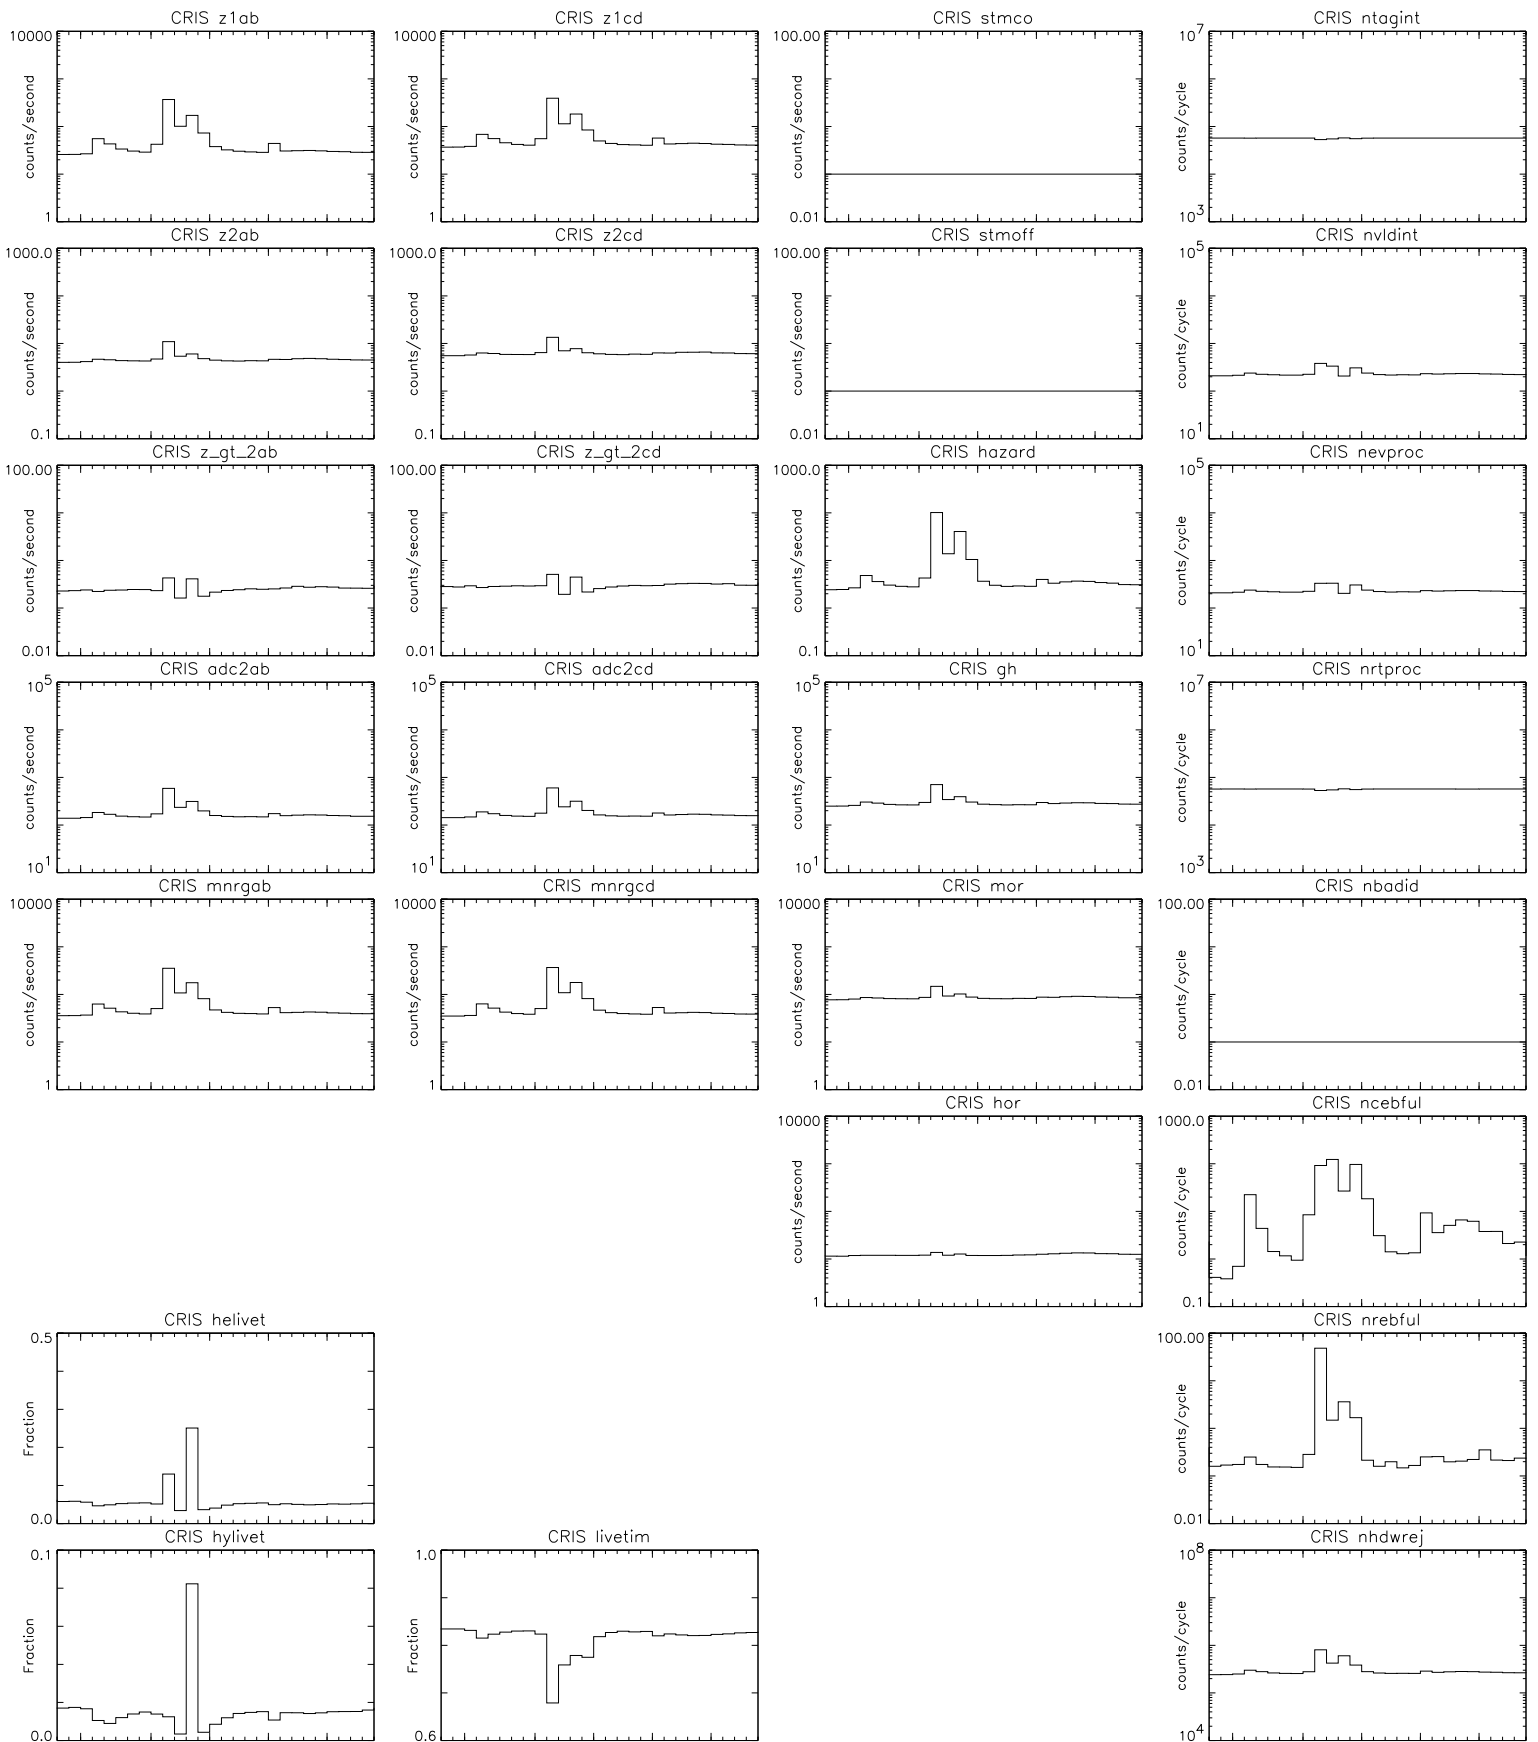 CRIS z1ab
CRIS z1cd
CRIS stmco
CRIS ntagint
10000
counts/second
1
10000
counts/second
1
100.00
counts/second
0.01
10^7
counts/cycle
10^3
CRIS z2ab
CRIS z2cd
CRIS stmoff
CRIS nvldint
1000.0
counts/second
0.1
1000.0
counts/second
0.1
100.00
counts/second
0.01
10^5
counts/cycle
10^1
CRIS z_gt_2ab
CRIS z_gt_2cd
CRIS hazard
CRIS nevproc
100.00
counts/second
0.01
100.00
counts/second
0.01
1000.0
counts/second
0.1
10^5
counts/cycle
10^1
CRIS adc2ab
CRIS adc2cd
CRIS gh
CRIS nrtproc
10^5
counts/second
10^1
10^5
counts/second
10^1
10^5
counts/second
10^1
10^7
counts/cycle
10^3
CRIS mnrgab
CRIS mnrgcd
CRIS mor
CRIS nbadid
10000
counts/second
1
10000
counts/second
1
10000
counts/second
1
100.00
counts/cycle
0.01
CRIS hor
CRIS ncebful
10000
counts/second
1
1000.0
counts/cycle
0.1
CRIS helivet
CRIS nrebful
0.5
Fraction
0.0
100.00
counts/cycle
0.01
CRIS hylivet
CRIS livetim
CRIS nhdwrej
0.1
Fraction
0.0
1.0
Fraction
0.6
10^8
counts/cycle
10^4